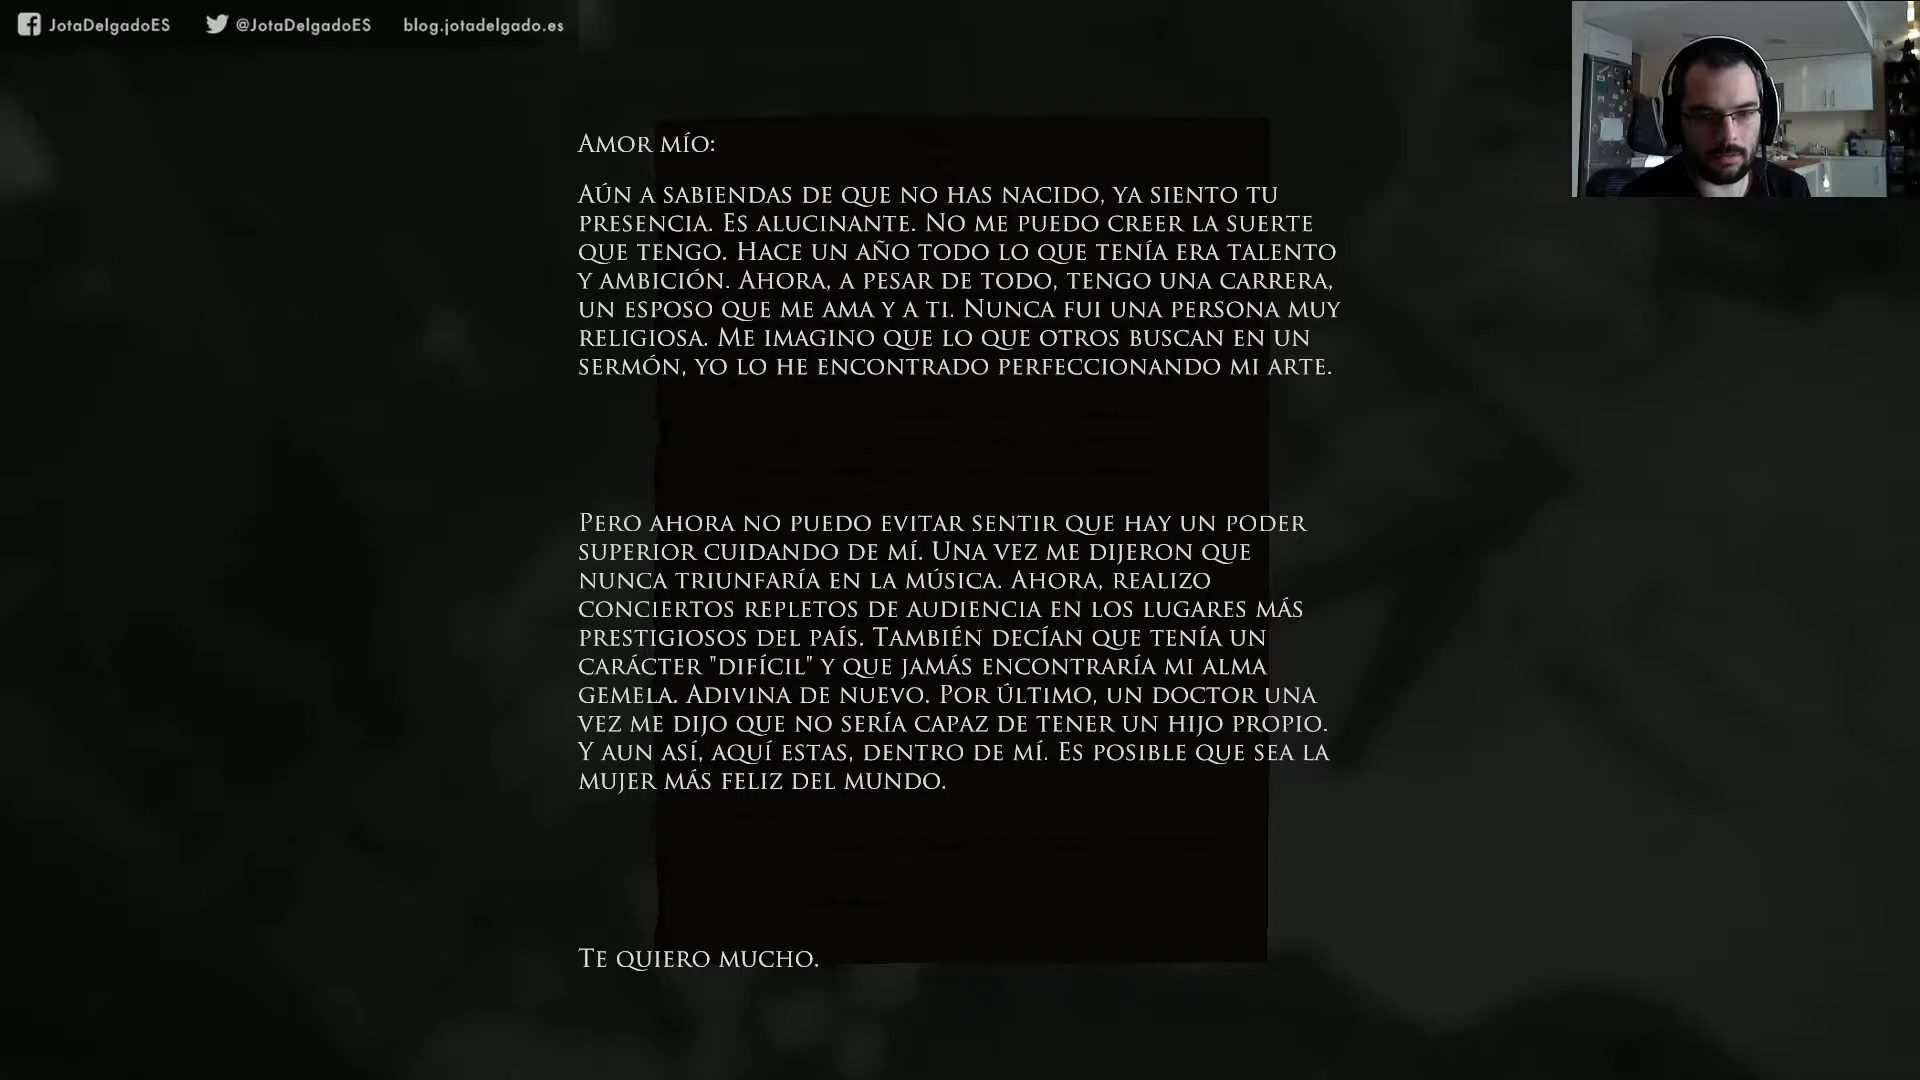 JotaDelgadoES @JotaDelgadoES blog.jotadelgado.es
Amor mío:
Aún a sabiendas de que no has nacido, ya siento tu
presencia. Es alucinante. No me puedo creer la suerte
que tengo. Hace un año todo lo que tenía era talento
y ambición. Ahora, a pesar de todo, tengo una carrera,
un esposo que me ama y a ti. Nunca fui una persona muy
religiosa. Me imagino que lo que otros buscan en un
sermón, yo lo he encontrado perfeccionando mi arte.
Pero ahora no puedo evitar sentir que hay un poder
superior cuidando de mí. Una vez me dijeron que
nunca triunfaría en la música. Ahora, realizo
conciertos repletos de audiencia en los lugares más
prestigiosos del país. También decían que tenía un
carácter "difícil" y que jamás encontraría mi alma
gemela. Adivina de nuevo. Por último, un doctor una
vez me dijo que no sería capaz de tener un hijo propio.
Y aun así, aquí estas, dentro de mí. Es posible que sea la
mujer más feliz del mundo.
Te quiero mucho.